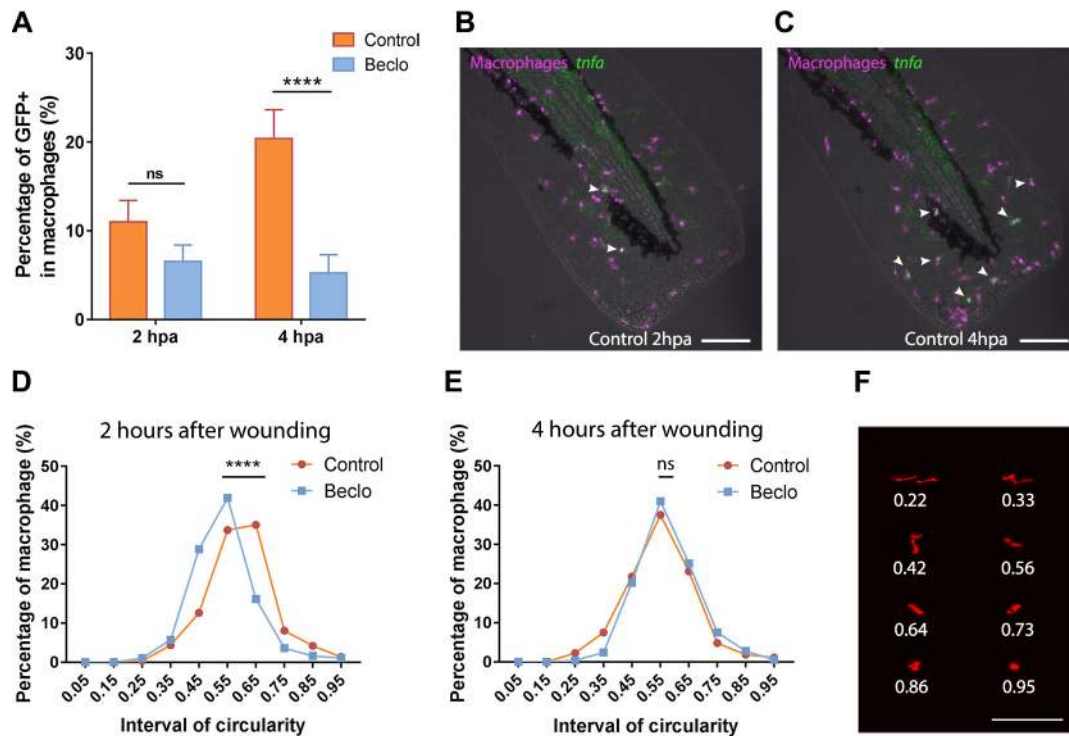 A
Percentage of GFP+
in macrophages (%)
30
20
10
0
Control
Beclo
ns
****
2 hpa
4 hpa
B
Macrophages tnfa
Control 2hpa
C
Macrophages tnfa
Control 4hpa
D
2 hours after wounding
Percentage of macrophage (%)
50
40
30
20
10
0
****
Control
Beclo
0.05
0.15
0.25
0.35
0.45
0.55
0.65
0.75
0.85
0.95
Interval of circularity
E
4 hours after wounding
Percentage of macrophage (%)
50
40
30
20
10
0
ns
Control
Beclo
0.05
0.15
0.25
0.35
0.45
0.55
0.65
0.75
0.85
0.95
Interval of circularity
F
0.22 0.33
0.42 0.56
0.64 0.73
0.86 0.95